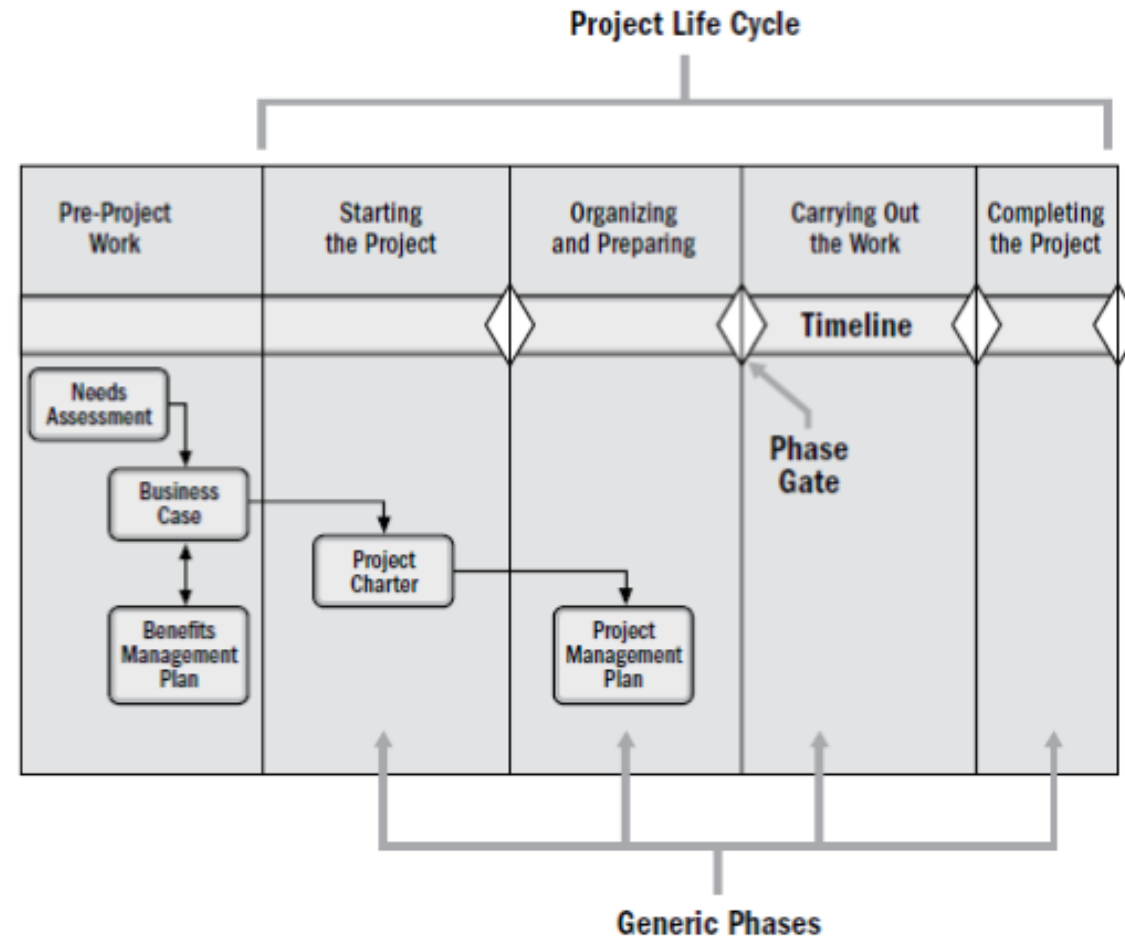 Project Life Cycle
Pre-Project
Work
Starting
the Project
Organizing
and Preparing
Carrying Out
the Work
Completing
the Project
Timeline
Needs
Assessment
Business
Case
Benefits
Management
Plan
Project
Charter
Project
Management
Plan
Phase
Gate
Generic Phases